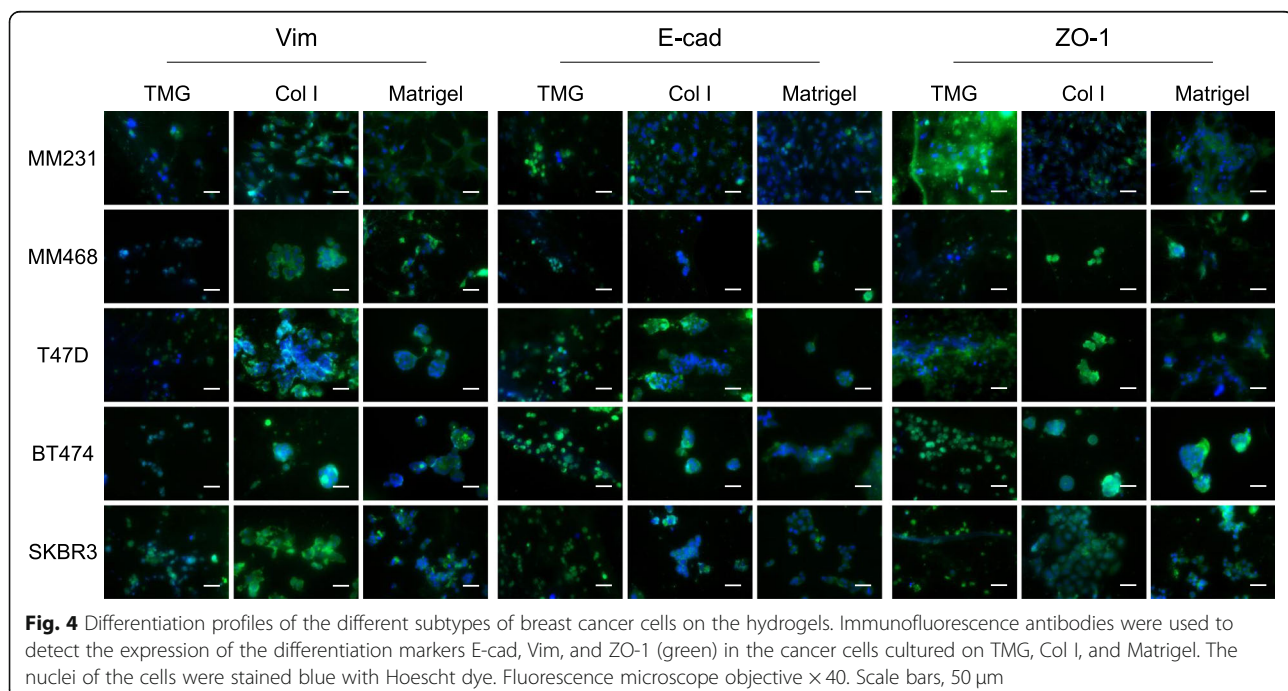 Vim E-cad ZO-1
TMG Col I Matrigel TMG Col I Matrigel TMG Col I Matrigel
MM231
MM468
T47D
BT474
SKBR3
Fig. 4 Differentiation profiles of the different subtypes of breast cancer cells on the hydrogels. Immunofluorescence antibodies were used to
detect the expression of the differentiation markers E-cad, Vim, and ZO-1 (green) in the cancer cells cultured on TMG, Col I, and Matrigel. The
nuclei of the cells were stained blue with Hoescht dye. Fluorescence microscope objective × 40. Scale bars, 50 μm